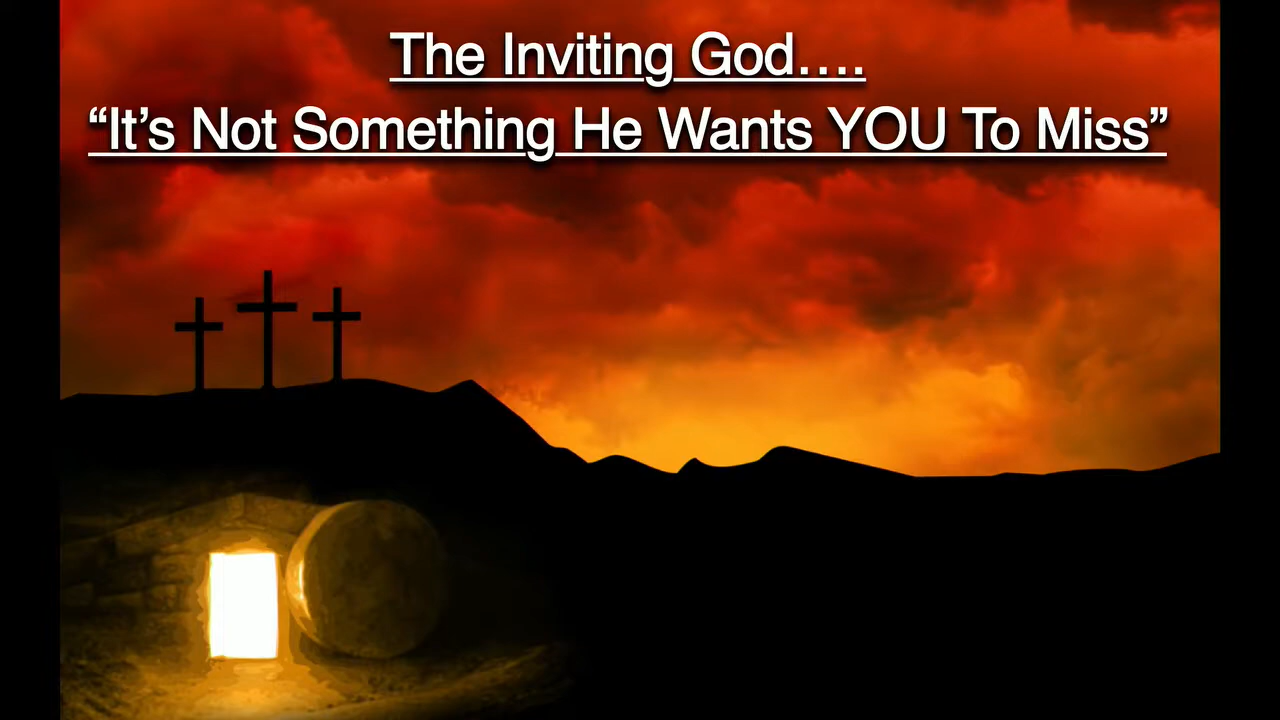 The Inviting God….
“It’s Not Something He Wants YOU To Miss”